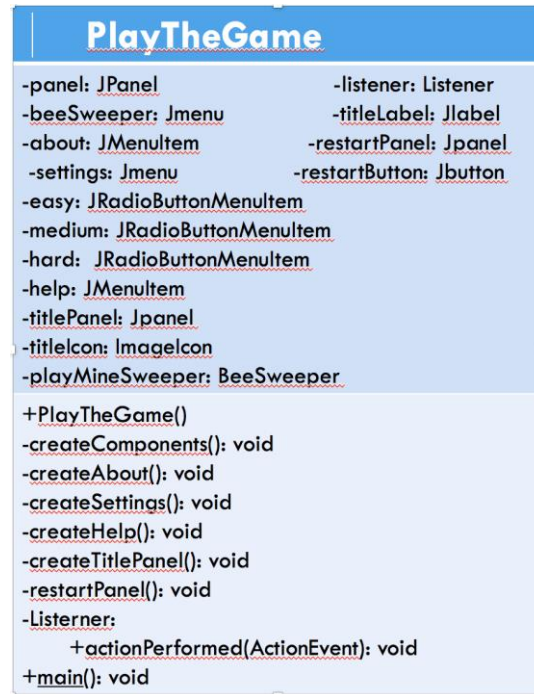 PlayTheGame
-panel: JPanel -listener: Listener
-beeSweeper: Jmenu -titleLabel: Jlabel
-about: JMenuItem -restartPanel: Jpanel
-settings: Jmenu -restartButton: Jbutton
-easy: JRadioButtonMenuItem
-medium: JRadioButtonMenuItem
-hard: JRadioButtonMenuItem
-help: JMenuItem
-titlePanel: Jpanel
-titleIcon: ImageIcon
-playMineSweeper: BeeSweeper
+PlayTheGame()
-createComponents(): void
-createAbout(): void
-createSettings(): void
-createHelp(): void
-createTitlePanel(): void
-restartPanel(): void
-Listerner:
+actionPerformed(ActionEvent): void
+main(): void